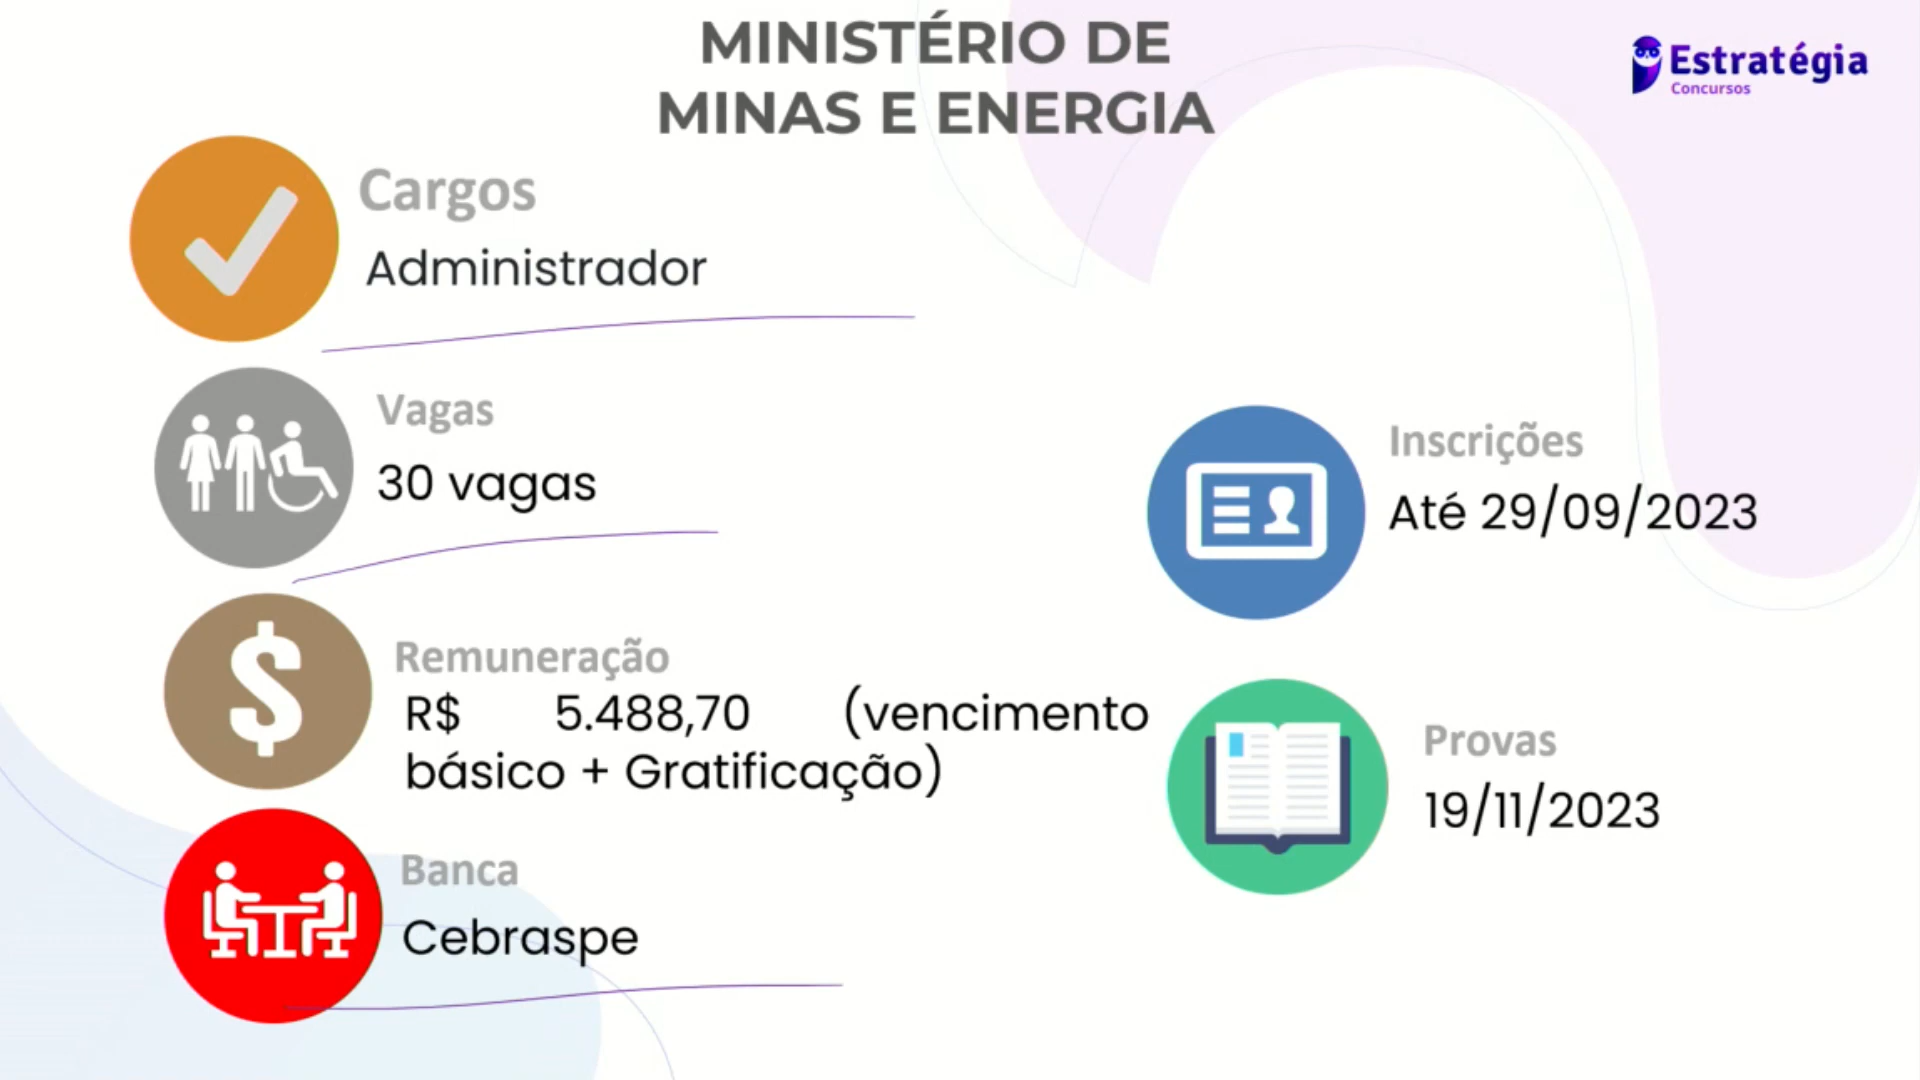 MINISTÉRIO DE
MINAS E ENERGIA
Estratégia
Concursos
Cargos
Administrador
Vagas
30 vagas
Remuneração
R$ 5.488,70 (vencimento
básico + Gratificação)
Banca
Cebraspe
Inscrições
Até 29/09/2023
Provas
19/11/2023